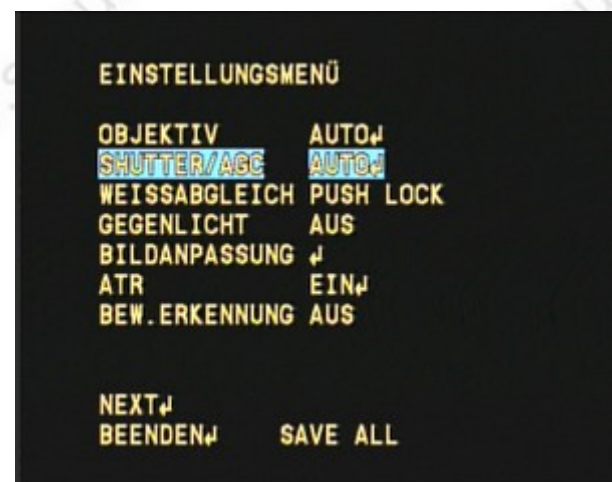 EINSTELLUNGSMENÜ
OBJEKTIV AUTO↵
SHUTTER/AGC AUTO↵
WEISSABGLEICH PUSH LOCK
GEGENLICHT AUS
BILDANPASSUNG ↵
ATR EIN↵
BEW.ERKENNUNG AUS
NEXT↵
BEENDEN↵ SAVE ALL